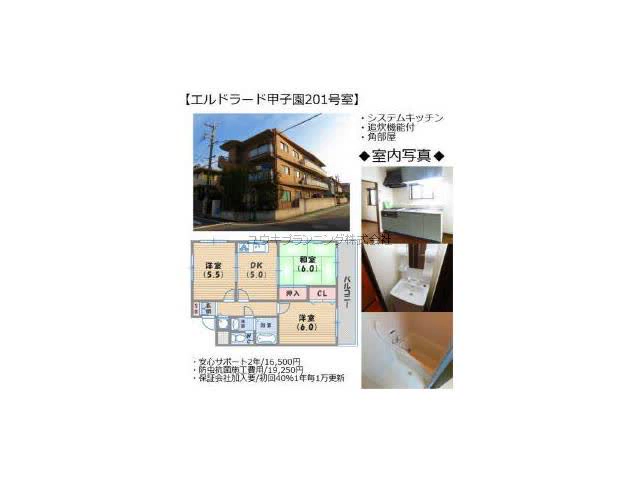 【エルドラード甲子園201号室】
・システムキッチン
・追炊機能付
・角部屋
◆室内写真◆
ユウキプランニング株式会社
洋室
(5.5)
DK
(5.0)
和室
(6.0)
バルコニー
押入
CL
洋室
(6.0)
玄関
・安心サポート2年/16,500円
・防虫抗菌施工費用/19,250円
・保証会社加入要/初回40%1年毎1万更新